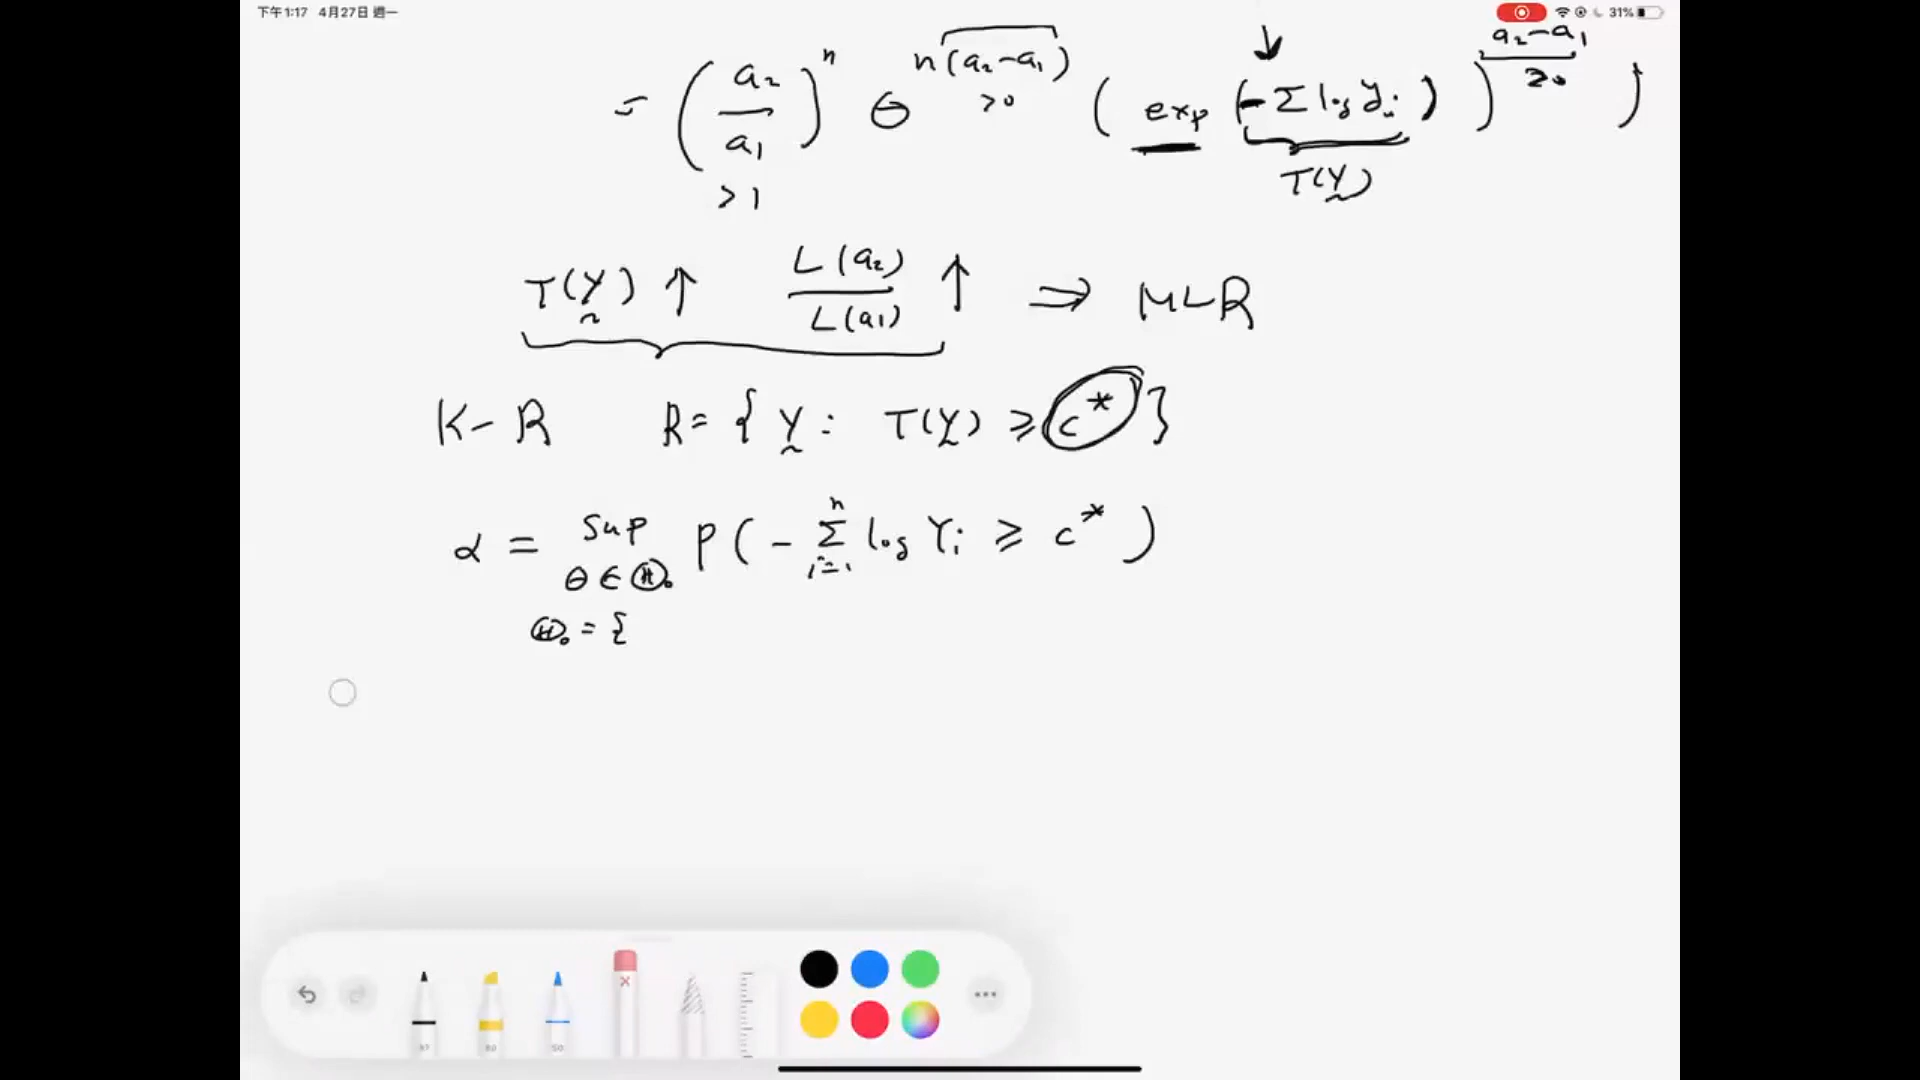 下午1:17 4月27日 週一 31%
= (a₂/a₁)ⁿ θ^{n(a₂-a₁)} ( exp (-Σ log yᵢ) )^{a₂-a₁} )
>1 >0 T(Y) ≥0
T(Y) ↑ L(a₂)/L(a₁) ↑ ⇒ MLR
K-R R = { Y : T(Y) ≥ c* }
α = sup_{θ ∈ Θ₀} P( - Σ_{i=1}^{n} log Yᵢ ≥ c* )
Θ₀ = {